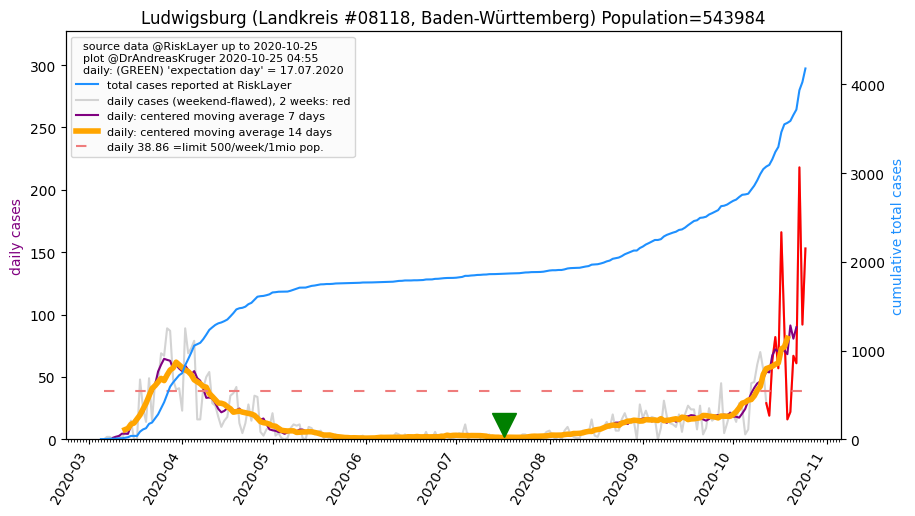 Ludwigsburg (Landkreis #08118, Baden-Württemberg) Population=543984
source data @RiskLayer up to 2020-10-25
plot @DrAndreasKruger 2020-10-25 04:55
daily: (GREEN) 'expectation day' = 17.07.2020
total cases reported at RiskLayer
daily cases (weekend-flawed), 2 weeks: red
daily: centered moving average 7 days
daily: centered moving average 14 days
daily 38.86 =limit 500/week/1mio pop.
daily cases
300
250
200
150
100
50
0
4000
3000
2000
1000
0
cumulative total cases
2020-03
2020-04
2020-05
2020-06
2020-07
2020-08
2020-09
2020-10
2020-11